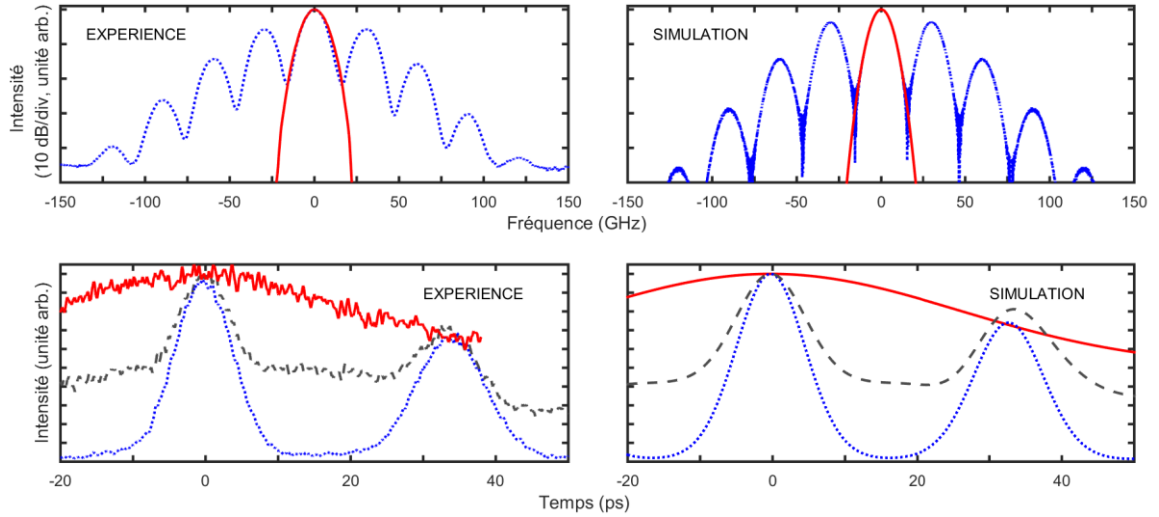 EXPERIENCE
SIMULATION
Intensité
(10 dB/div, unité arb.)
-150 -100 -50 0 50 100 150
-150 -100 -50 0 50 100 150
Fréquence (GHz)
EXPERIENCE
SIMULATION
Intensité (unité arb.)
-20 0 20 40
-20 0 20 40
Temps (ps)